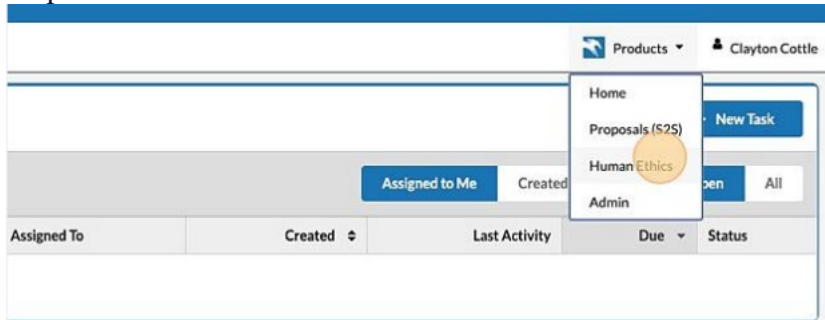 Products
Clayton Cottle
Home
Proposals (S2S)
Human Ethics
Admin
New Task
Assigned to Me
Created
All
Assigned To
Created
Last Activity
Due
Status